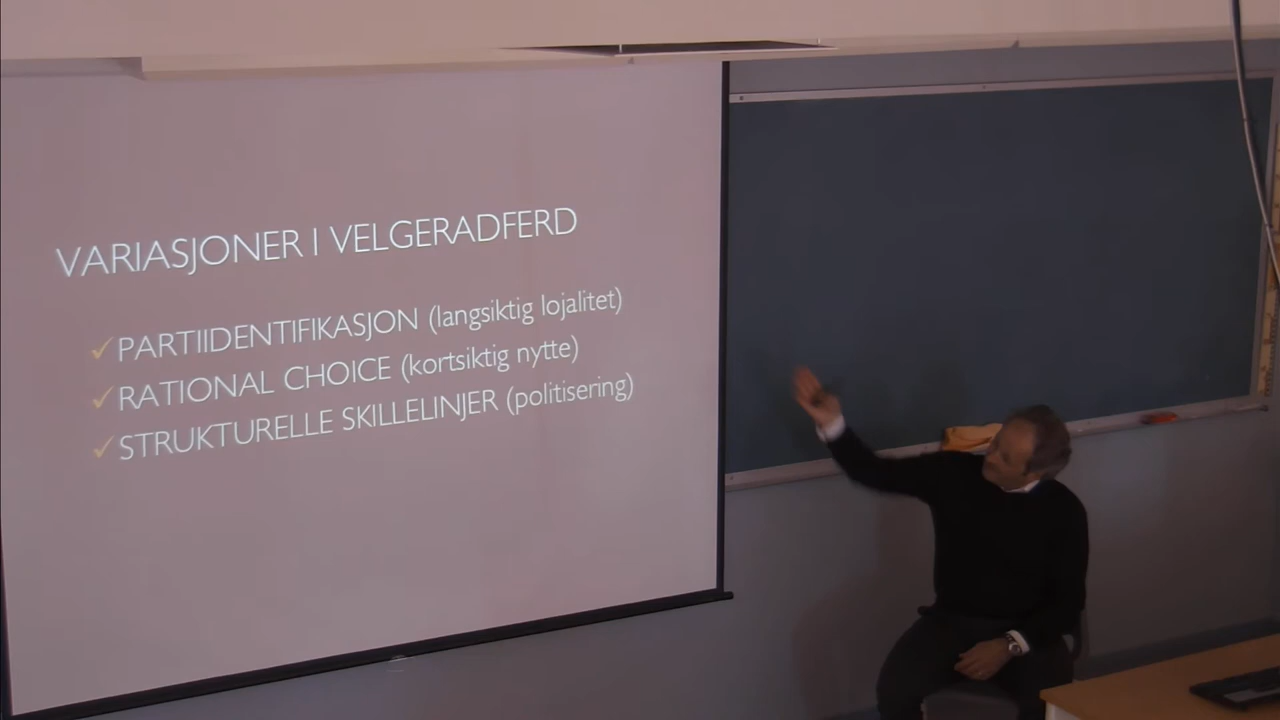 VARIASJONER I VELGERADFERD
✓ PARTIIDENTIFIKASJON (langsiktig lojalitet)
✓ RATIONAL CHOICE (kortsiktig nytte)
✓ STRUKTURELLE SKILLELINJER (politisering)